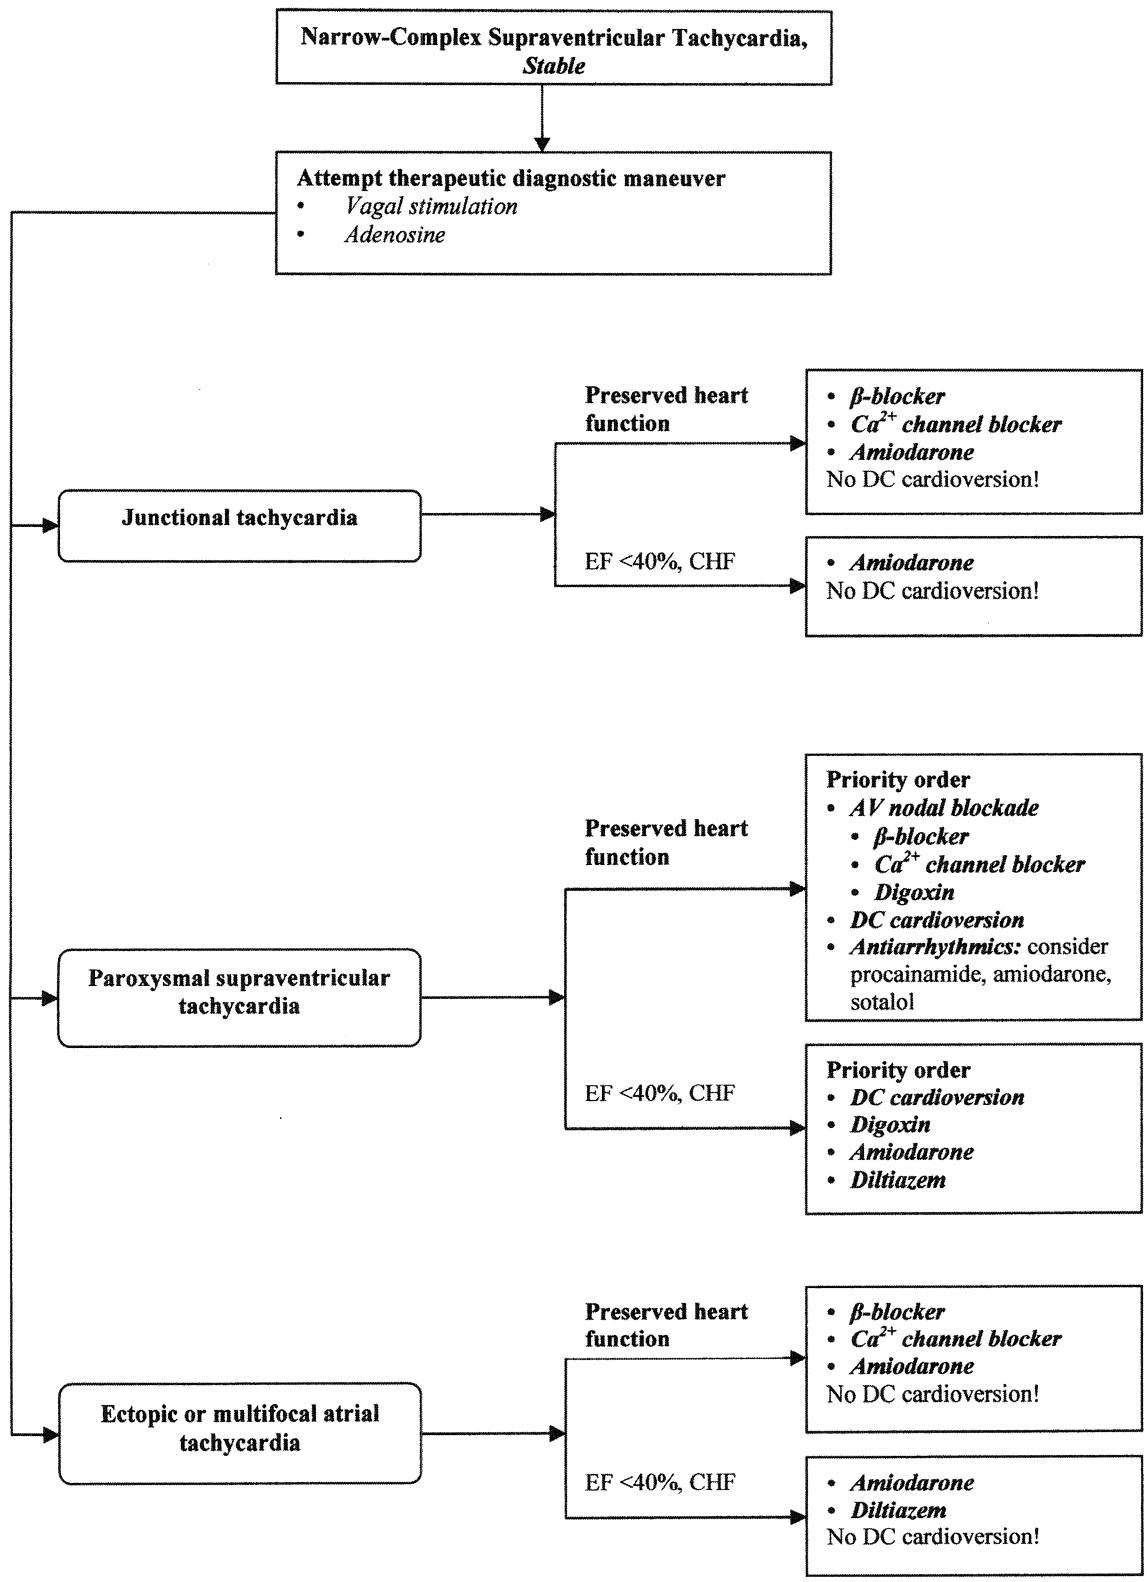 Narrow-Complex Supraventricular Tachycardia,
Stable
Attempt therapeutic diagnostic maneuver
• Vagal stimulation
• Adenosine
Preserved heart
function
• β-blocker
• Ca²⁺ channel blocker
• Amiodarone
No DC cardioversion!
Junctional tachycardia
EF <40%, CHF
• Amiodarone
No DC cardioversion!
Preserved heart
function
Priority order
• AV nodal blockade
• β-blocker
• Ca²⁺ channel blocker
• Digoxin
• DC cardioversion
• Antiarrhythmics: consider
procainamide, amiodarone,
sotalol
Paroxysmal supraventricular
tachycardia
EF <40%, CHF
Priority order
• DC cardioversion
• Digoxin
• Amiodarone
• Diltiazem
Preserved heart
function
• β-blocker
• Ca²⁺ channel blocker
• Amiodarone
No DC cardioversion!
Ectopic or multifocal atrial
tachycardia
EF <40%, CHF
• Amiodarone
• Diltiazem
No DC cardioversion!